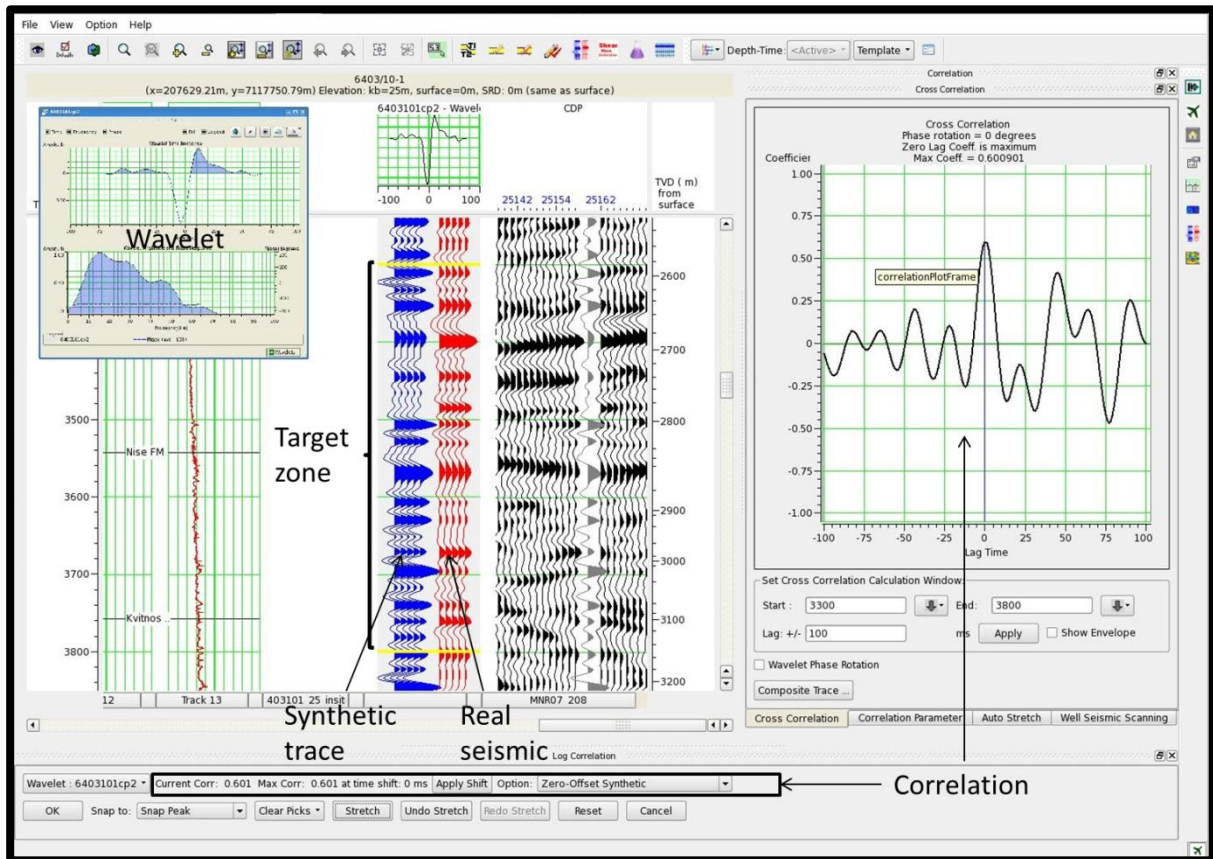 File View Option Help
Depth-Time: <Active> Template
6403/10-1
(x=207629.21m, y=7117750.79m) Elevation: kb=25m, surface=0m, SRD: 0m (same as surface)
6403101cp2 - Wavele
CDP
-100 0 100
25142 25154 25162
TVD ( m)
from
surface
6403101cp2
Wavelet
6403101cp2
3500
3600
3700
3800
Nise FM
Kvitnos ..
Target
zone
2600
2700
2800
2900
3000
3100
3200
12 Track 13 403101_25_insit MNR07_208
Synthetic
trace
Real
seismic
Correlation
Cross Correlation
Cross Correlation
Phase rotation = 0 degrees
Zero Lag Coeff. is maximum
Max Coeff. = 0.600901
Coefficien
1.00
0.75
0.50
0.25
0
-0.25
-0.50
-0.75
-1.00
correlationPlotFrame
-100 -75 -50 -25 0 25 50 75 100
Lag Time
Set Cross Correlation Calculation Window:
Start : 3300 End: 3800
Lag: +/- 100 ms Apply Show Envelope
Wavelet Phase Rotation
Composite Trace ...
Cross Correlation Correlation Parameter Auto Stretch Well Seismic Scanning
Log Correlation
Wavelet : 6403101cp2 Current Corr: 0.601 Max Corr: 0.601 at time shift: 0 ms Apply Shift Option: Zero-Offset Synthetic
Correlation
OK Snap to: Snap Peak Clear Picks Stretch Undo Stretch Redo Stretch Reset Cancel